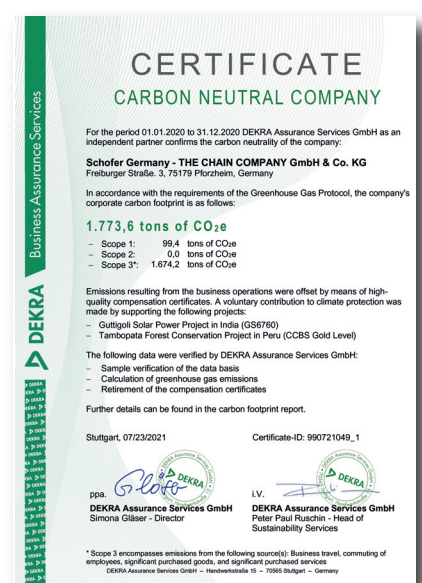 CERTIFICATE
CARBON NEUTRAL COMPANY
For the period 01.01.2020 to 31.12.2020 DEKRA Assurance Services GmbH as an
independent partner confirms the carbon neutrality of the company:
Schofer Germany - THE CHAIN COMPANY GmbH & Co. KG
Freiburger Straße. 3, 75179 Pforzheim, Germany
In accordance with the requirements of the Greenhouse Gas Protocol, the company's
corporate carbon footprint is as follows:
1.773,6 tons of CO₂e
– Scope 1: 99,4 tons of CO₂e
– Scope 2: 0,0 tons of CO₂e
– Scope 3*: 1.674,2 tons of CO₂e
Emissions resulting from the business operations were offset by means of high-
quality compensation certificates. A voluntary contribution to climate protection was
made by supporting the following projects:
– Guttigoli Solar Power Project in India (GS6760)
– Tambopata Forest Conservation Project in Peru (CCBS Gold Level)
The following data were verified by DEKRA Assurance Services GmbH:
– Sample verification of the data basis
– Calculation of greenhouse gas emissions
– Retirement of the compensation certificates
Further details can be found in the carbon footprint report.
Stuttgart, 07/23/2021 Certificate-ID: 990721049_1
DEKRA DEKRA
ppa. i.V.
DEKRA Assurance Services GmbH DEKRA Assurance Services GmbH
Simona Gläser - Director Peter Paul Ruschin - Head of
Sustainability Services
* Scope 3 encompasses emissions from the following source(s): Business travel, commuting of
employees, significant purchased goods, and significant purchased services
DEKRA Assurance Services GmbH – Handwerkstraße 15 – 70565 Stuttgart – Germany
Business Assurance Services
DEKRA